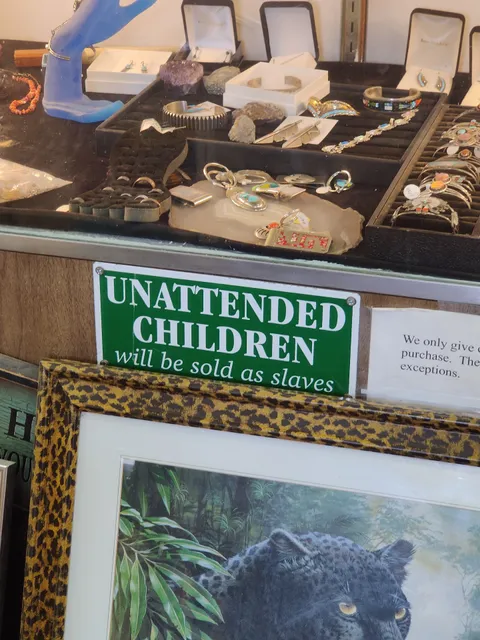 UNATTENDED
CHILDREN
will be sold as slaves
We only give
purchase. The
exceptions.
H